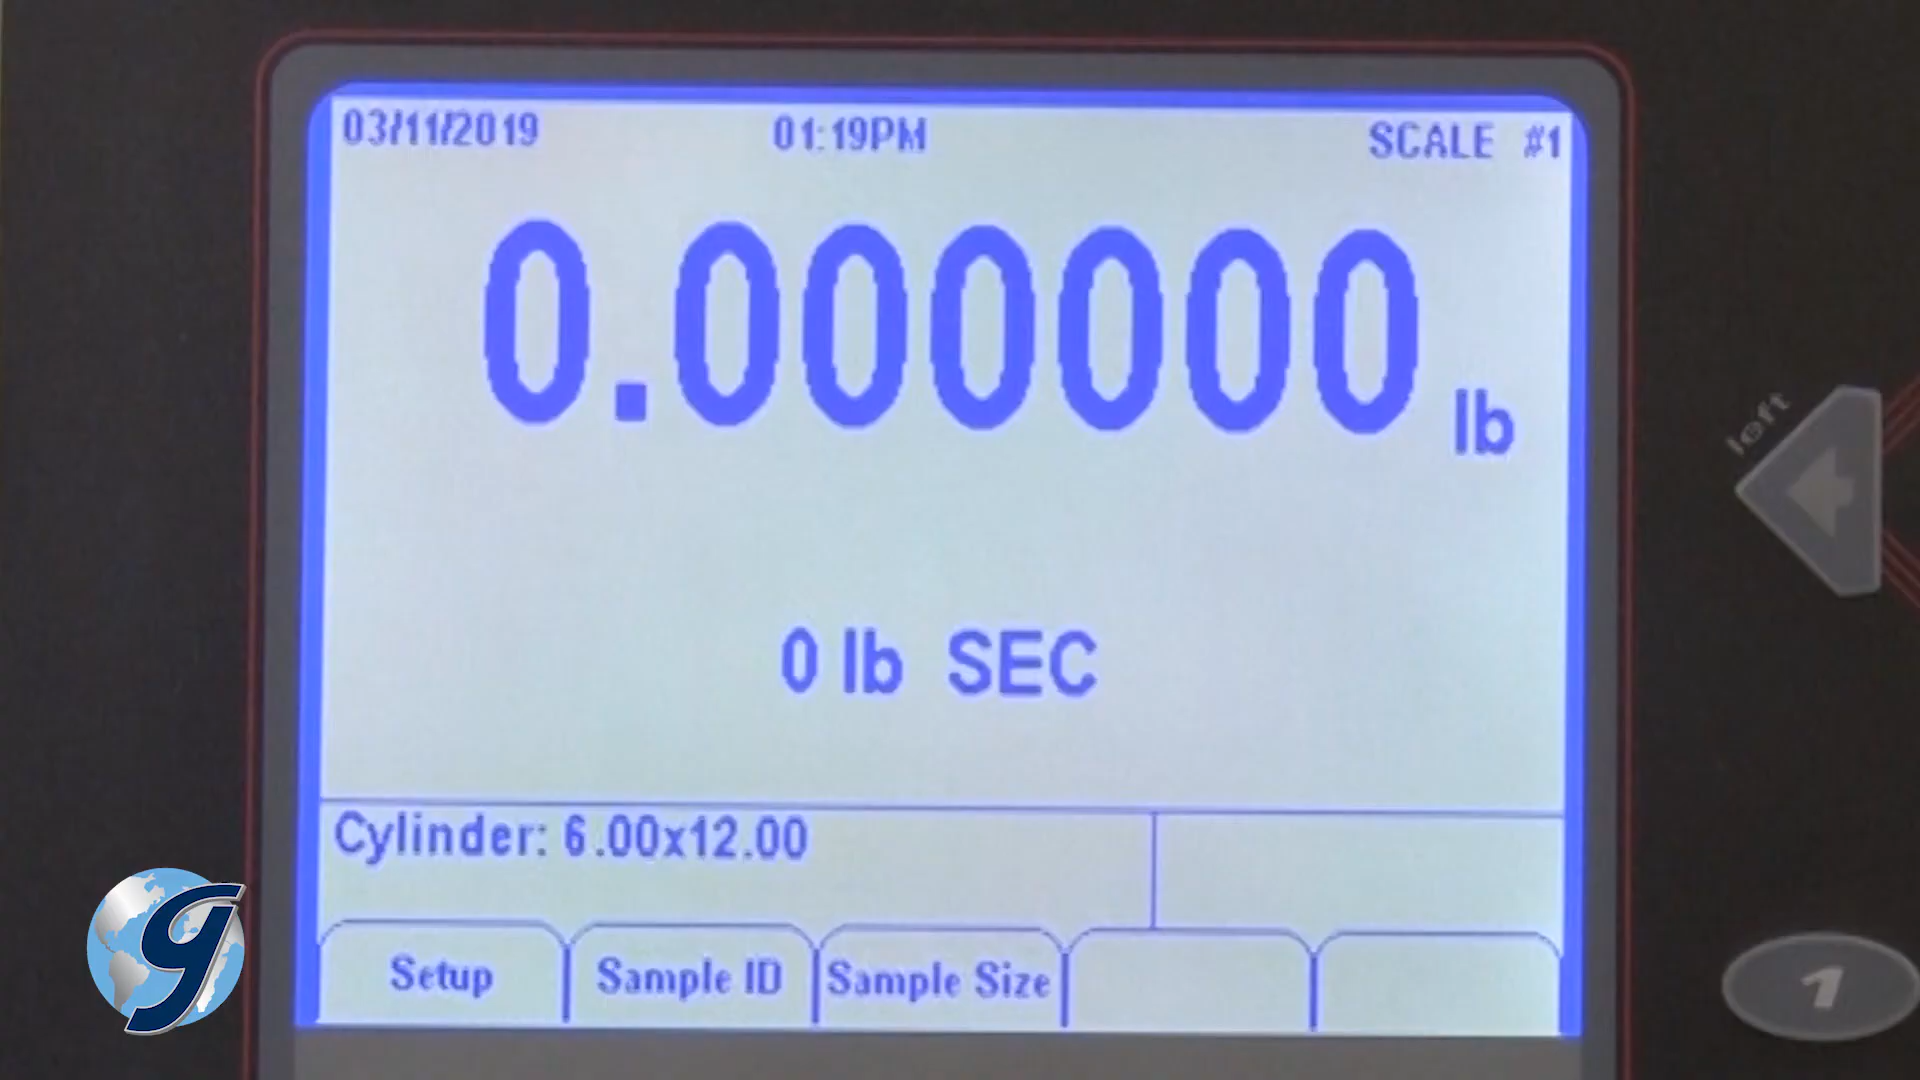 03/11/2019 01:19PM SCALE #1
0.000000 lb
left
0 lb SEC
Cylinder: 6.00x12.00
Setup Sample ID Sample Size
1
g